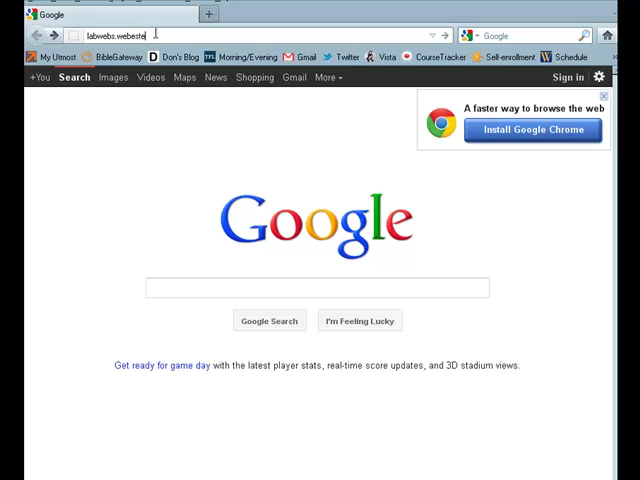 Google
labwebs.webeste
Google
My Utmost BibleGateway Don's Blog Morning/Evening CC Mail Twitter Vista CourseTracker Self-enrollment Schedule
+You Search Images Videos Maps News Shopping Gmail More Sign in
A faster way to browse the web
Install Google Chrome
Google
Google Search I'm Feeling Lucky
Get ready for game day with the latest player stats, real-time score updates, and 3D stadium views.